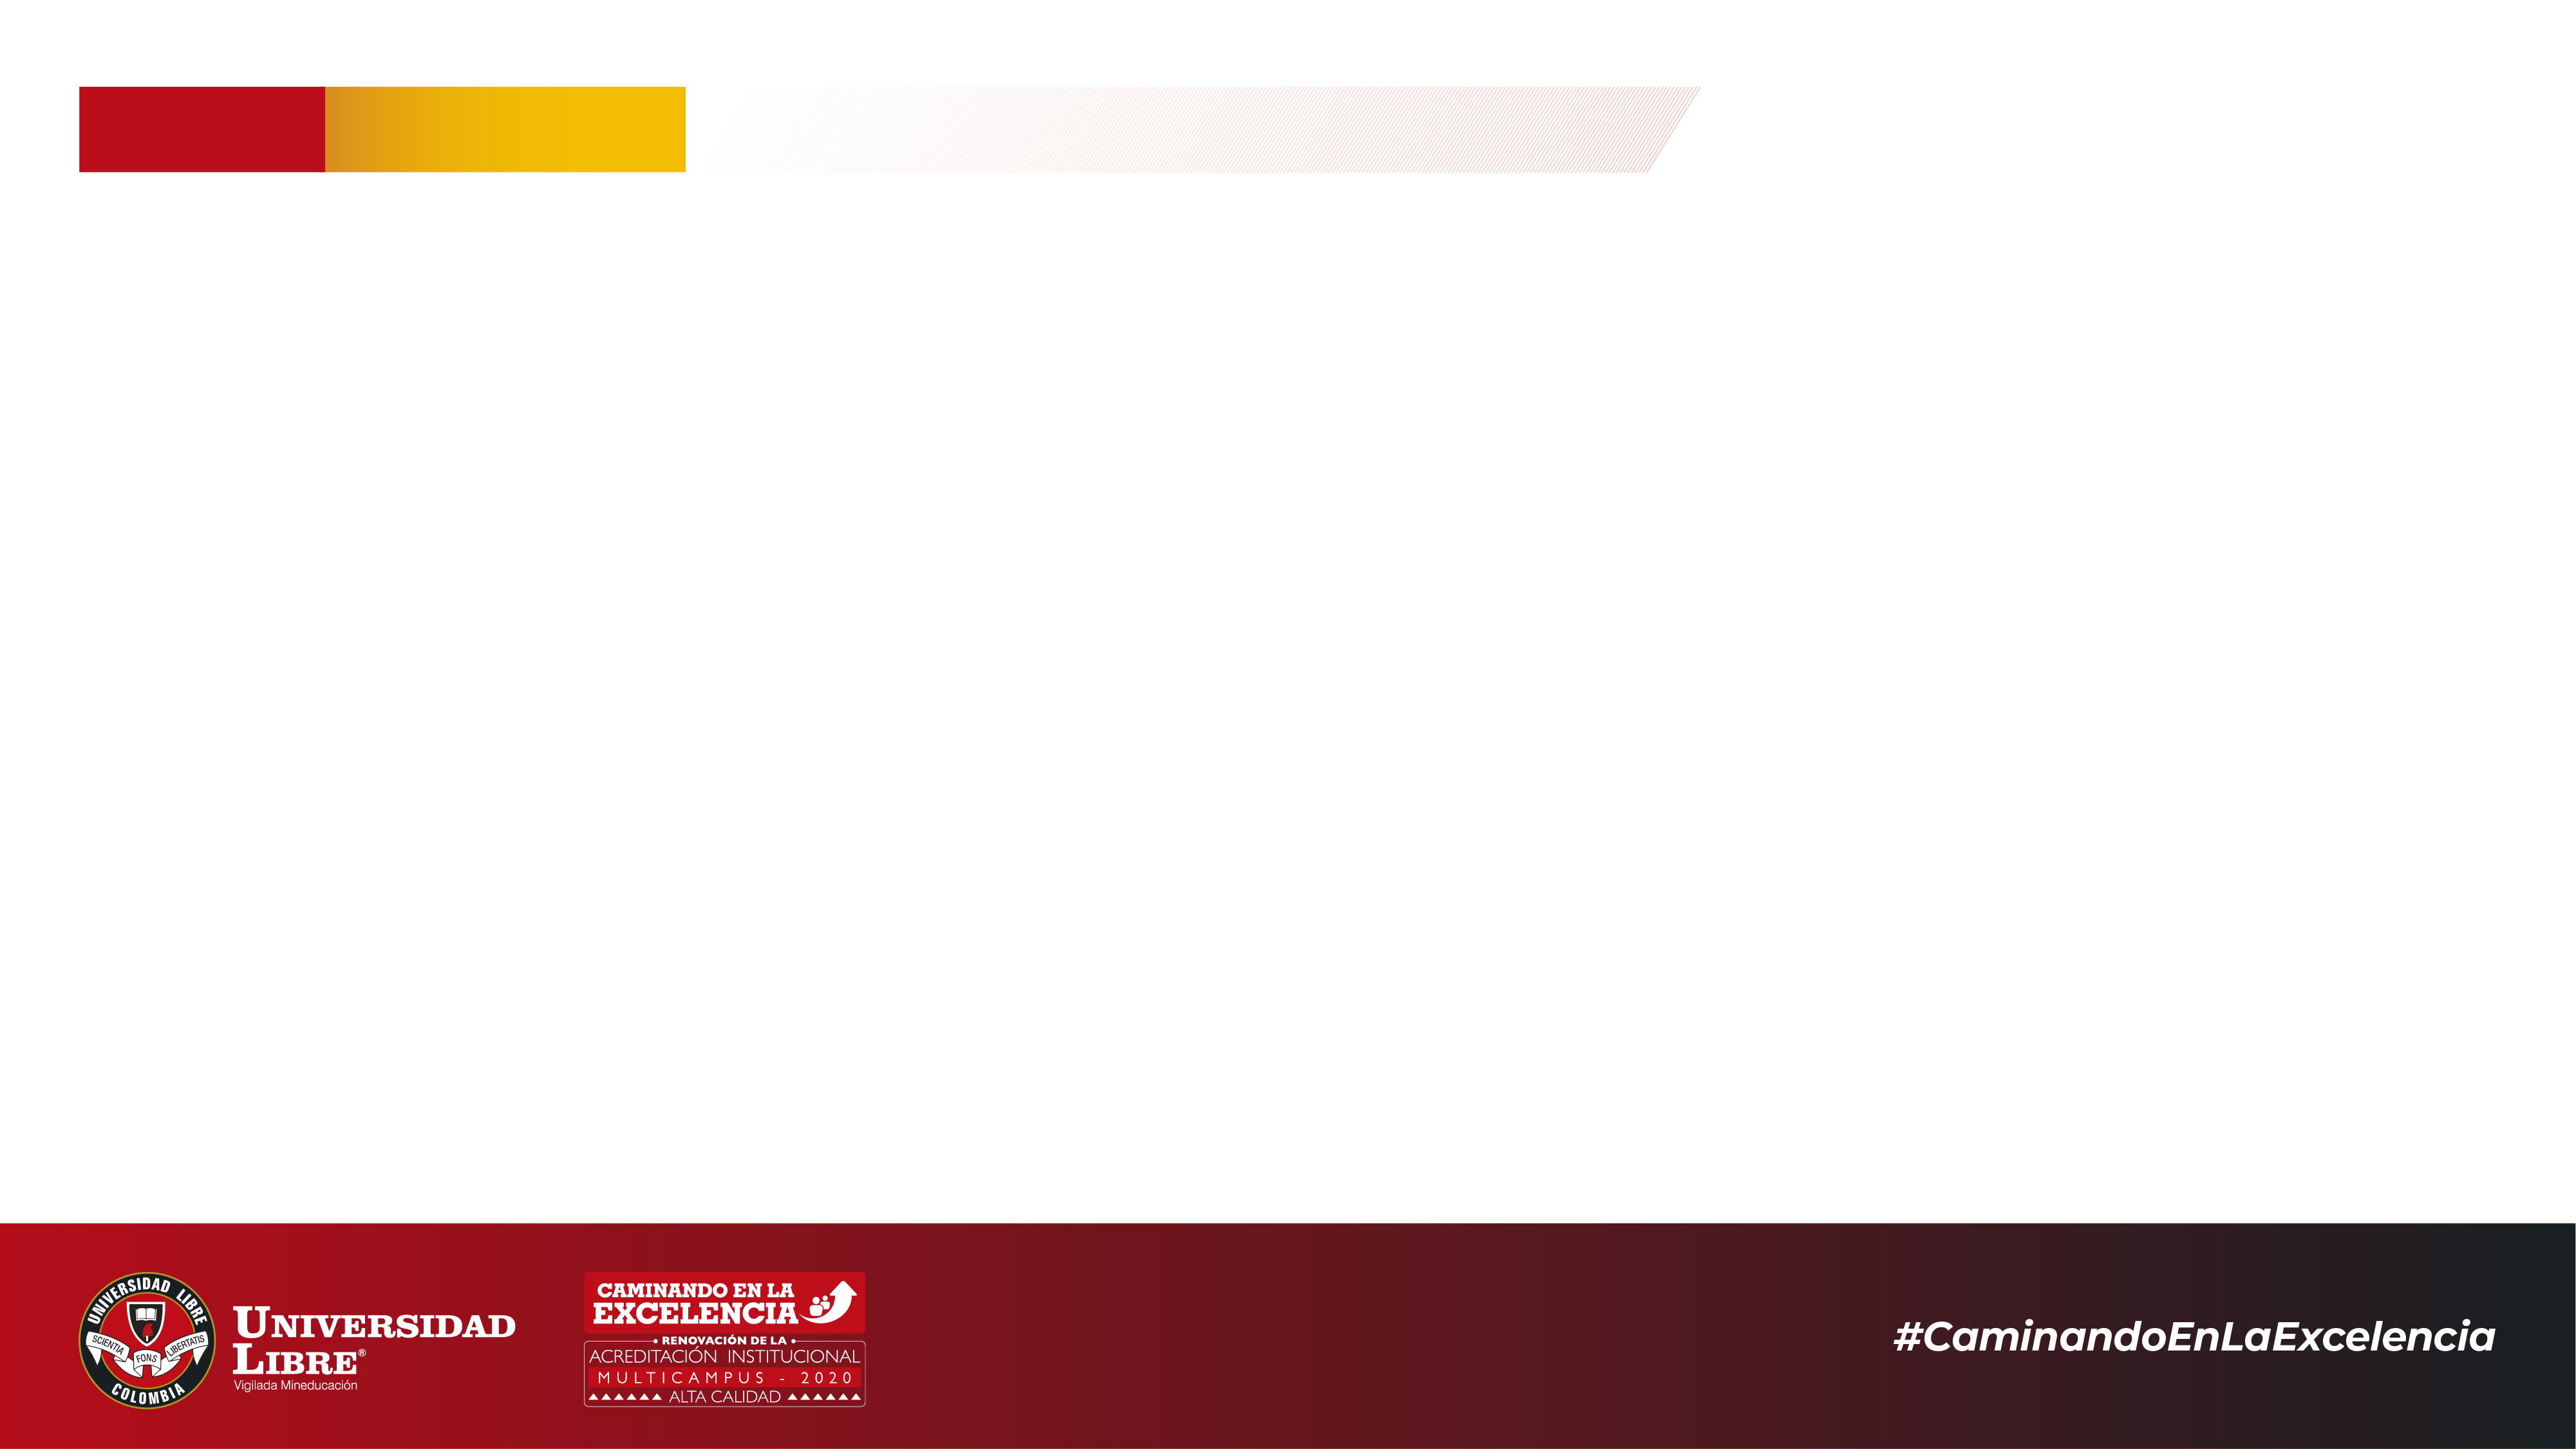 UNIVERSIDAD LIBRE
SCIENTIA FONS LIBERTATIS
COLOMBIA
UNIVERSIDAD
LIBRE®
Vigilada Mineducación
CAMINANDO EN LA
EXCELENCIA
• RENOVACIÓN DE LA •
ACREDITACIÓN INSTITUCIONAL
MULTICAMPUS - 2020
ALTA CALIDAD
#CaminandoEnLaExcelencia